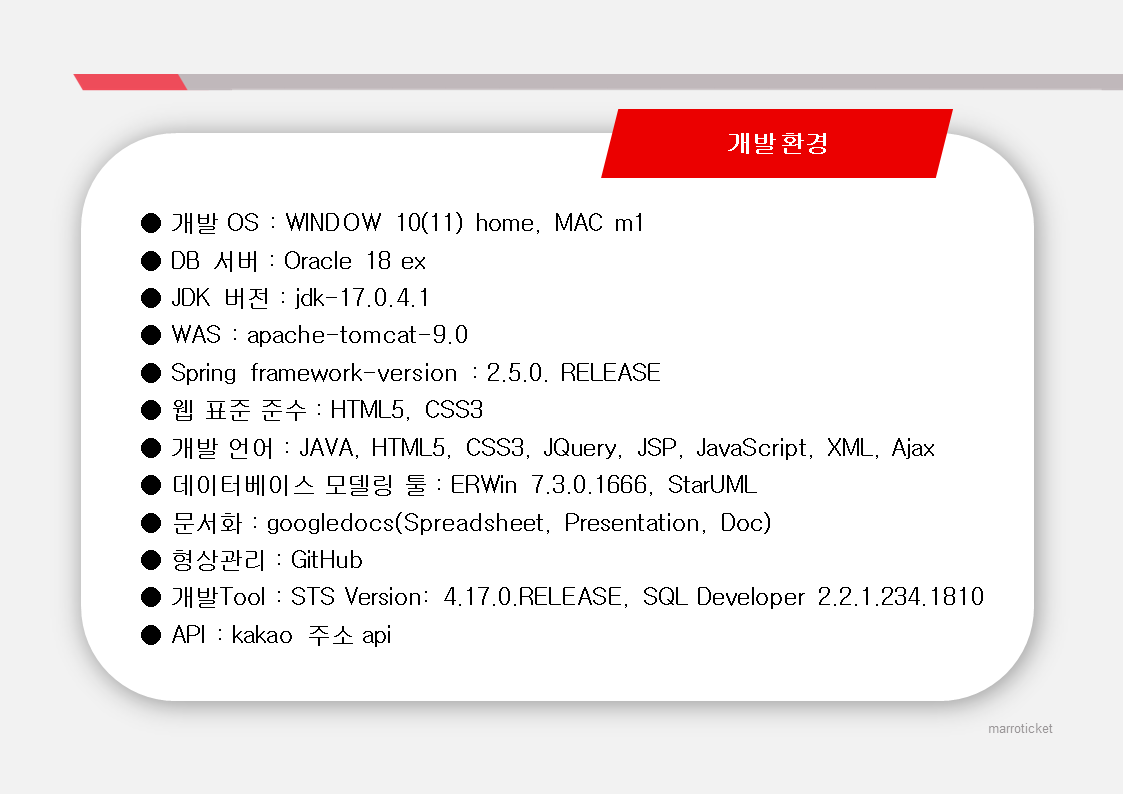 개발 환경
● 개발 OS : WINDOW 10(11) home, MAC m1
● DB 서버 : Oracle 18 ex
● JDK 버전 : jdk-17.0.4.1
● WAS : apache-tomcat-9.0
● Spring framework-version : 2.5.0. RELEASE
● 웹 표준 준수 : HTML5, CSS3
● 개발 언어 : JAVA, HTML5, CSS3, JQuery, JSP, JavaScript, XML, Ajax
● 데이터베이스 모델링 툴 : ERWin 7.3.0.1666, StarUML
● 문서화 : googledocs(Spreadsheet, Presentation, Doc)
● 형상관리 : GitHub
● 개발Tool : STS Version: 4.17.0.RELEASE, SQL Developer 2.2.1.234.1810
● API : kakao 주소 api
marroticket